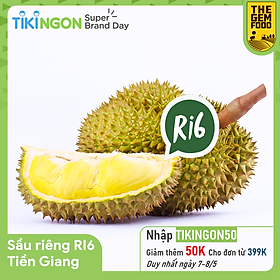 TIKINGON Super
Brand Day
THE
GEM
FOOD
Ri6
Sầu riêng RI6
Tiền Giang
Nhập TIKINGON50
Giảm thêm 50K Cho đơn từ 399K
Duy nhất ngày 7-8/5